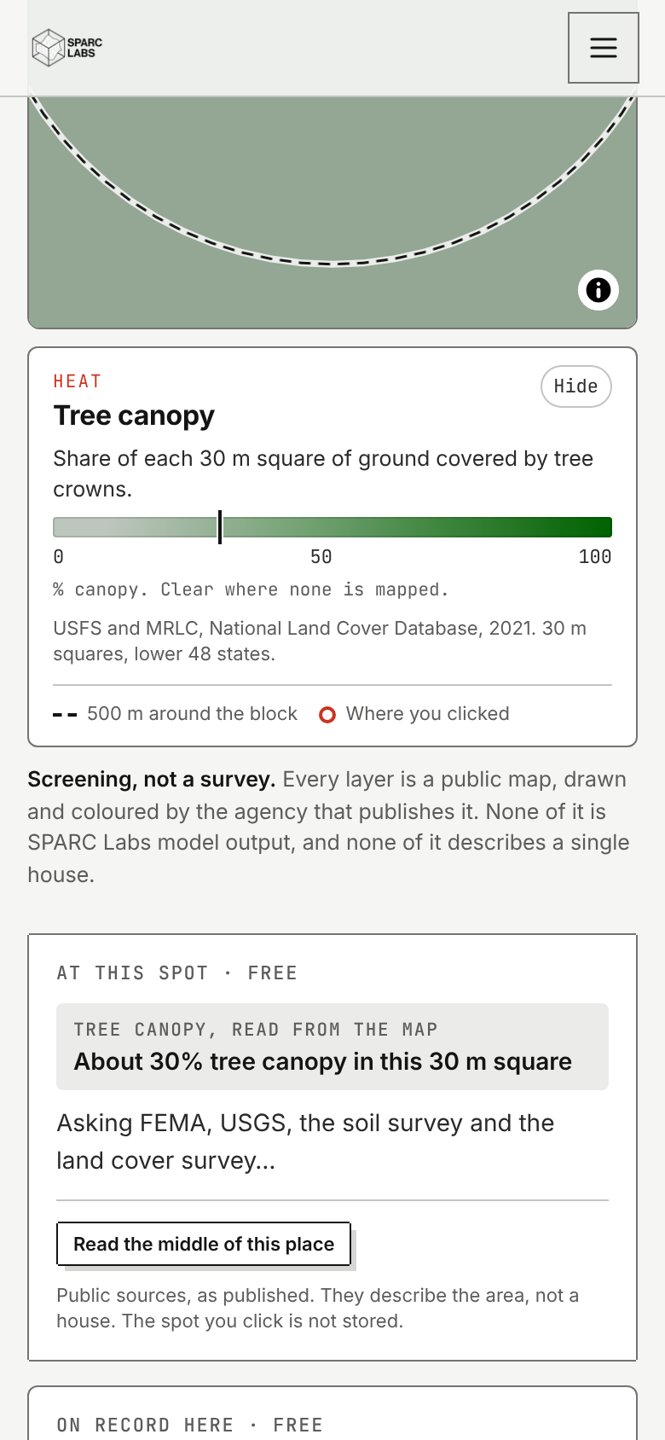 SPARC
LABS
HEAT
Hide
Tree canopy
Share of each 30 m square of ground covered by tree
crowns.
0 50 100
% canopy. Clear where none is mapped.
USFS and MRLC, National Land Cover Database, 2021. 30 m
squares, lower 48 states.
500 m around the block Where you clicked
Screening, not a survey. Every layer is a public map, drawn
and coloured by the agency that publishes it. None of it is
SPARC Labs model output, and none of it describes a single
house.
AT THIS SPOT · FREE
TREE CANOPY, READ FROM THE MAP
About 30% tree canopy in this 30 m square
Asking FEMA, USGS, the soil survey and the
land cover survey...
Read the middle of this place
Public sources, as published. They describe the area, not a
house. The spot you click is not stored.
ON RECORD HERE · FREE